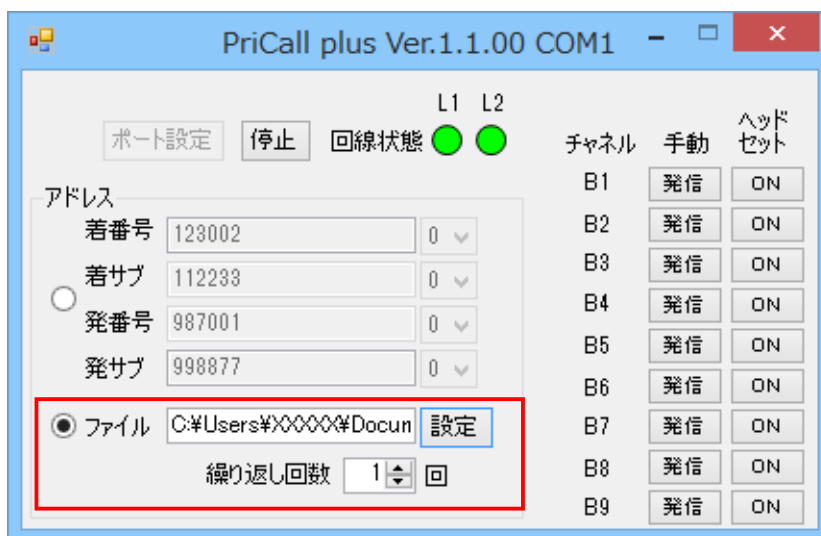 PriCall plus Ver.1.1.00 COM1
L1 L2
ポート設定 停止 回線状態
チャネル 手動 ヘッドセット
アドレス
着番号 123002 0
着サブ 112233 0
発番号 987001 0
発サブ 998877 0
ファイル C:¥Users¥XXXXX¥Docum 設定
繰り返し回数 1 回
B1 発信 ON
B2 発信 ON
B3 発信 ON
B4 発信 ON
B5 発信 ON
B6 発信 ON
B7 発信 ON
B8 発信 ON
B9 発信 ON